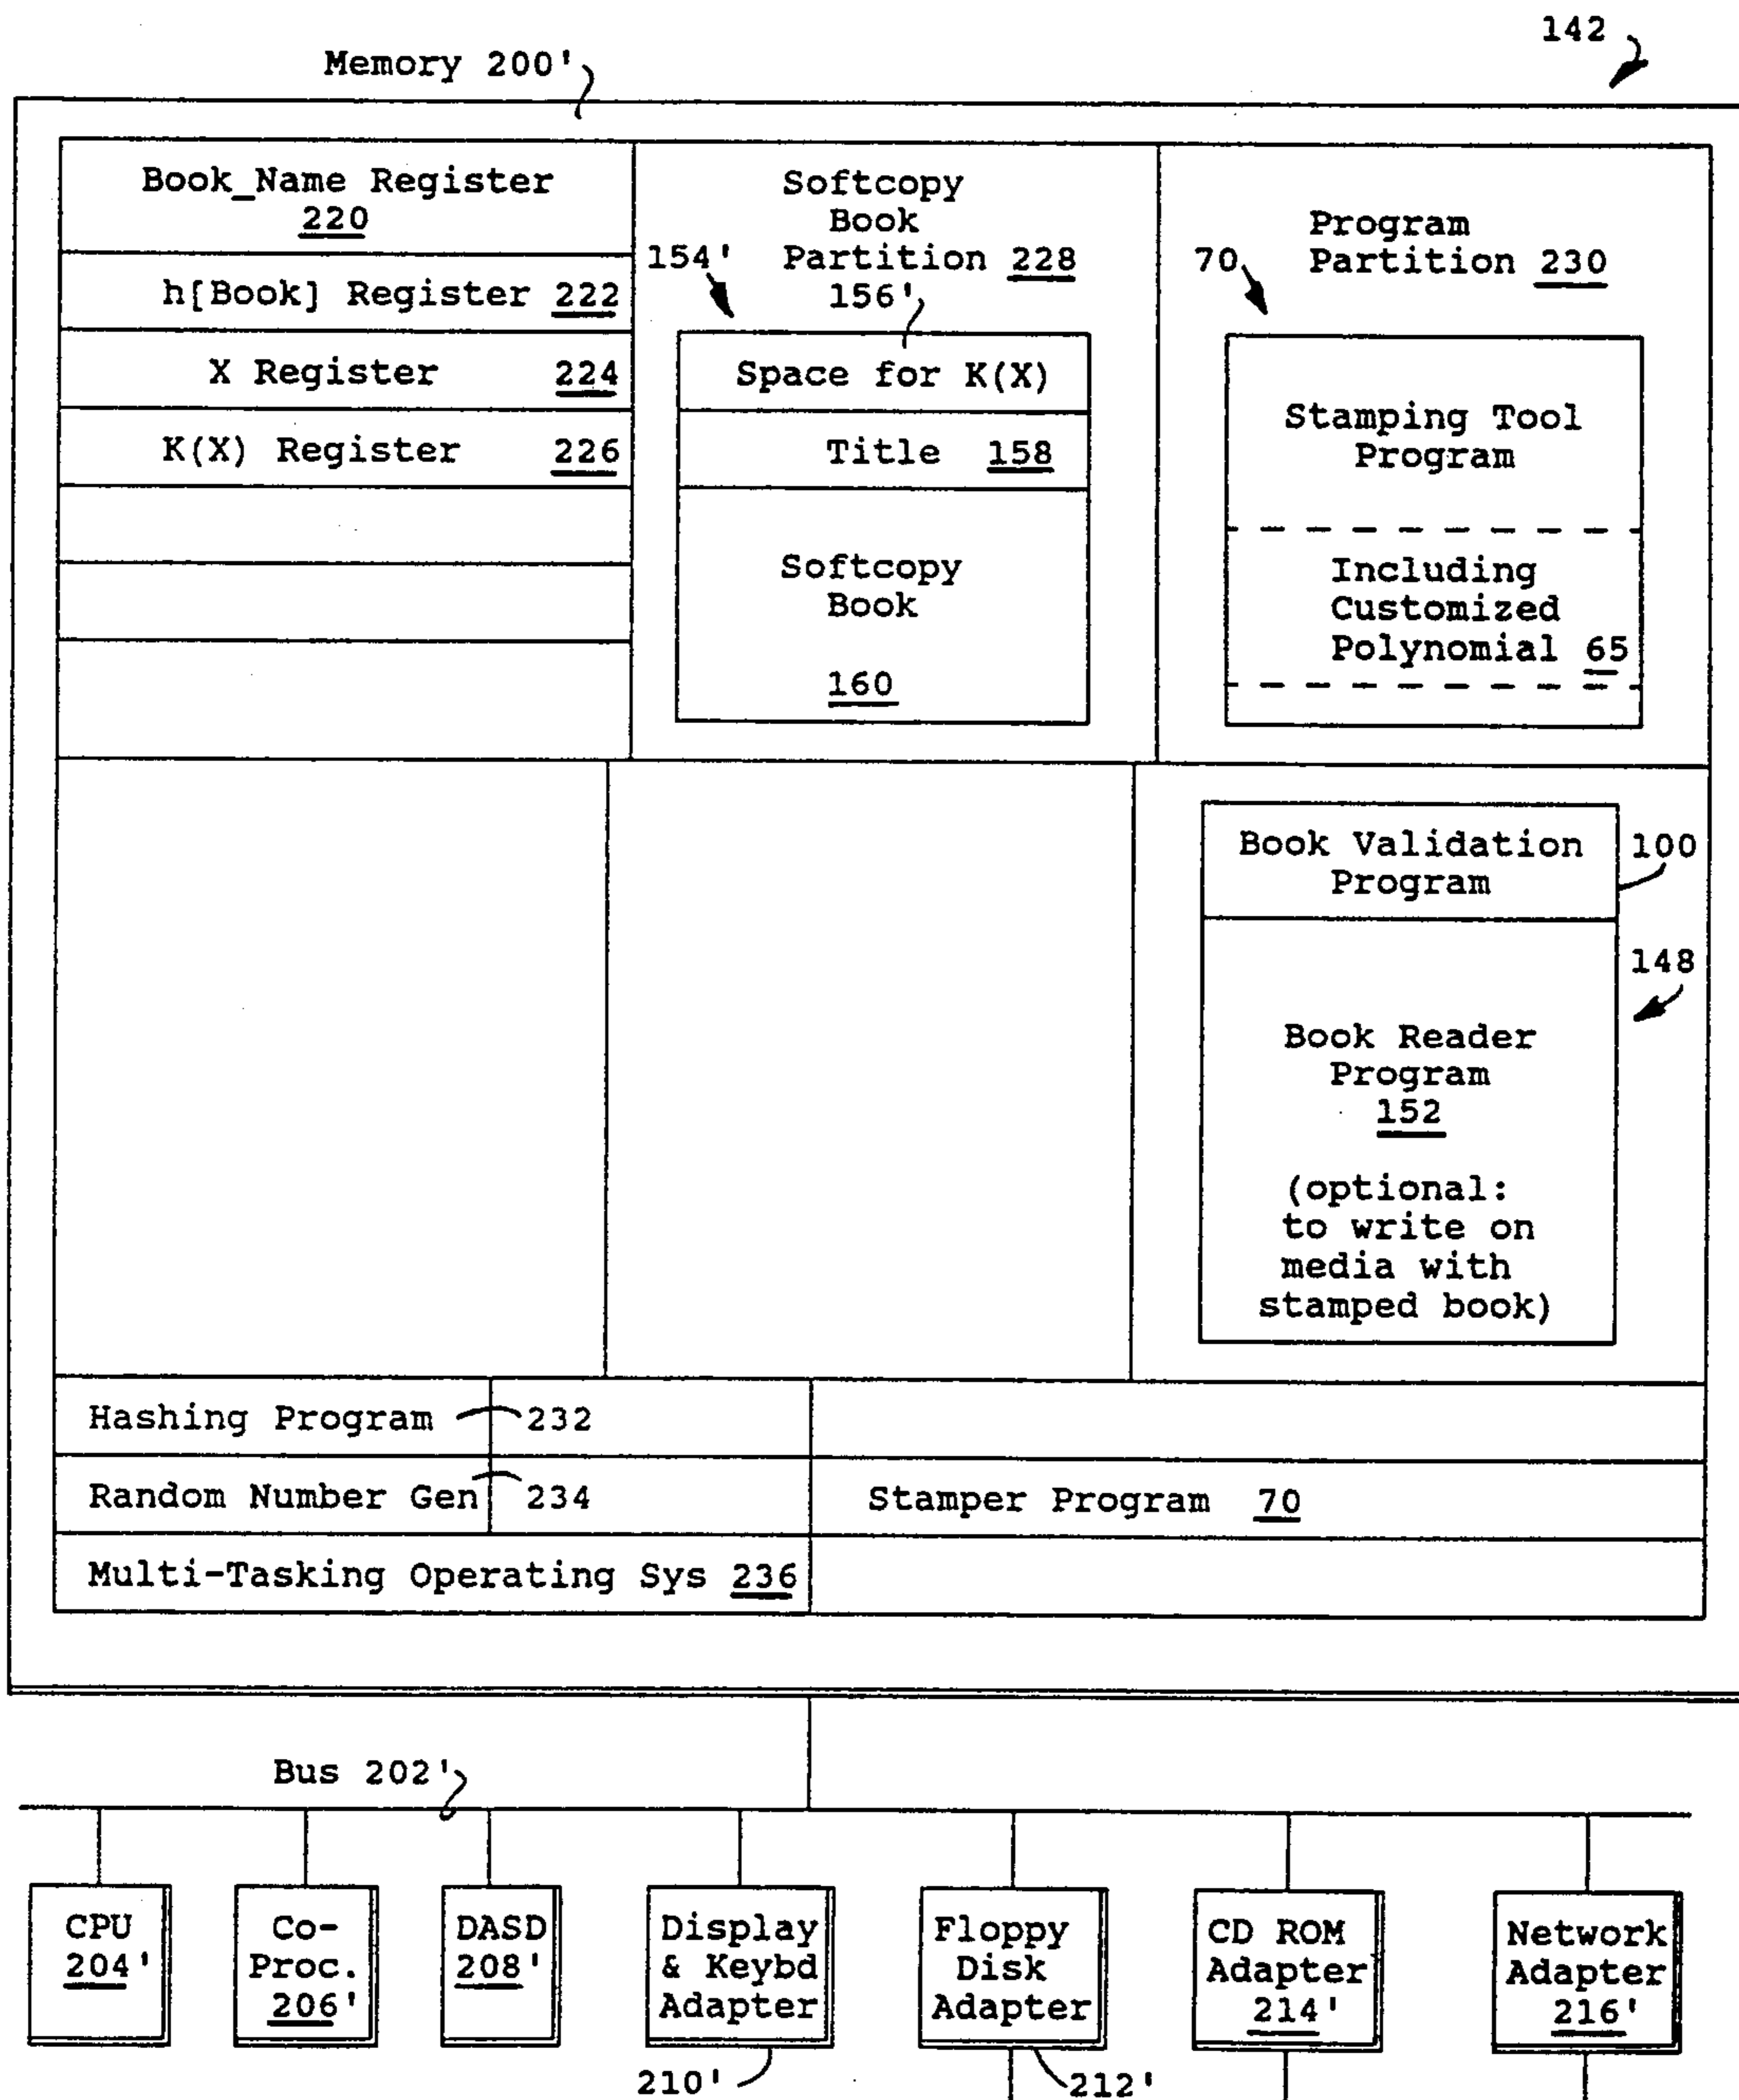 142
Memory 200'
Book_Name Register
220
h[Book] Register 222
X Register 224
K(X) Register 226
Softcopy
Book
Partition 228
154'
156'
Space for K(X)
Title 158
Softcopy
Book
160
Program
Partition 230
70
Stamping Tool
Program
Including
Customized
Polynomial 65
Book Validation
Program
100
148
Book Reader
Program
152
(optional:
to write on
media with
stamped book)
Hashing Program 232
Random Number Gen 234
Stamper Program 70
Multi-Tasking Operating Sys 236
Bus 202'
CPU
204'
Co-
Proc.
206'
DASD
208'
Display
& Keybd
Adapter
210'
Floppy
Disk
Adapter
212'
CD ROM
Adapter
214'
Network
Adapter
216'